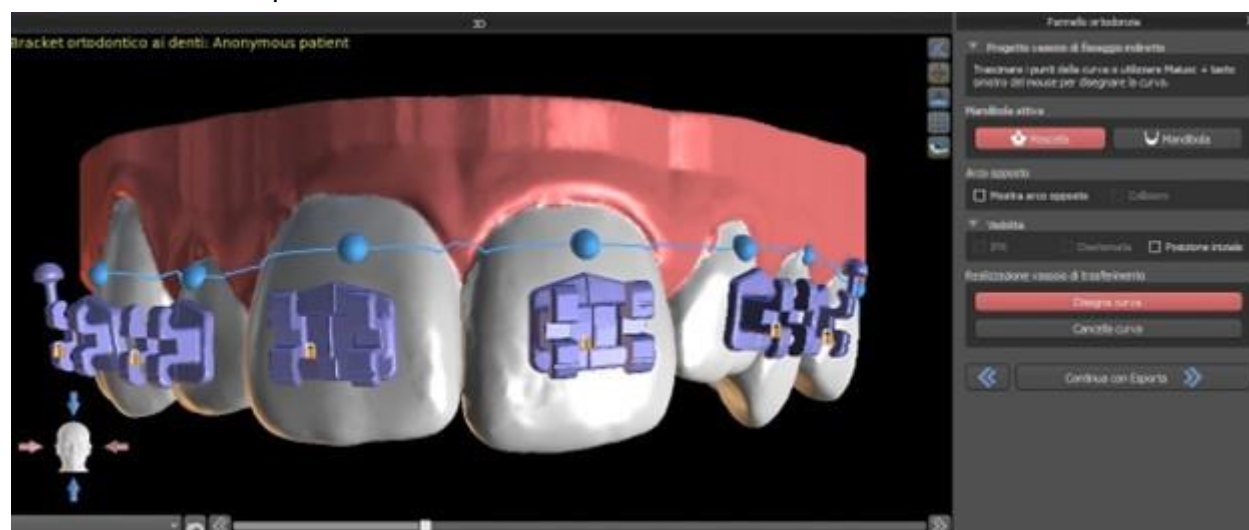 3D
Bracket ortodontico ai denti: Anonymous patient
Pannello ortodonzia
Progetto vassoio di fissaggio indiretto
Trascinare i punti della curva o utilizzare Maiusc + tasto
sinistro del mouse per disegnare la curva.
Mandibola attiva
Mascella
Mandibola
Arco opposto
Mostra arco opposto
Collisioni
Visibilità
IPR
Posizione iniziale
Realizzazione vassoio di trasferimento
Disegna curva
Cancella curva
Continua con Esporta